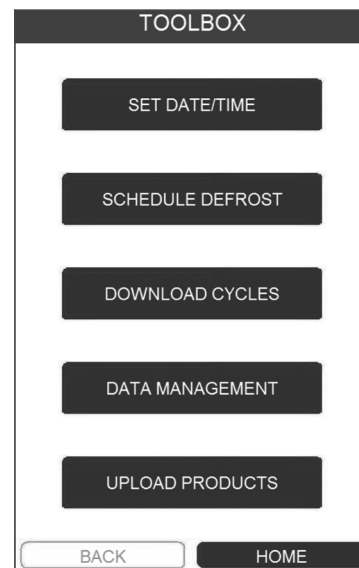 TOOLBOX
SET DATE/TIME
SCHEDULE DEFROST
DOWNLOAD CYCLES
DATA MANAGEMENT
UPLOAD PRODUCTS
BACK
HOME